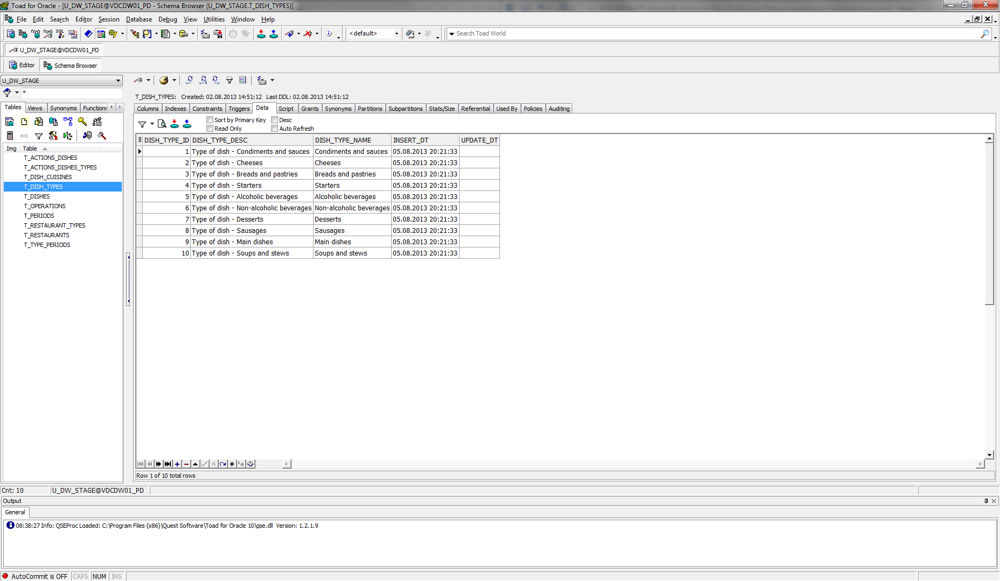 Toad for Oracle - [U_DW_STAGE@VDCDW01_PD - Schema Browser (U_DW_STAGE.T_DISH_TYPES)]
File Edit Search Editor Session Database Debug View Utilities Window Help
SQL <default> Search Toad World
U_DW_STAGE@VDCDW01_PD
Editor Schema Browser
U_DW_STAGE
*
T_DISH_TYPES: Created: 02.08.2013 14:51:12 Last DDL: 02.08.2013 14:51:12
Tables Views Synonyms Functions
Columns Indexes Constraints Triggers Data Script Grants Synonyms Partitions Subpartitions Stats/Size Referential Used By Policies Auditing
Sort by Primary Key Desc
Read Only Auto Refresh
Img Table
T_ACTIONS_DISHES
T_ACTIONS_DISHES_TYPES
T_DISH_CUISINES
T_DISH_TYPES
T_DISHES
T_OPERATIONS
T_PERIODS
T_RESTAURANT_TYPES
T_RESTAURANTS
T_TYPE_PERIODS
DISH_TYPE_ID DISH_TYPE_DESC DISH_TYPE_NAME INSERT_DT UPDATE_DT
1 Type of dish - Condiments and sauces Condiments and sauces 05.08.2013 20:21:33
2 Type of dish - Cheeses Cheeses 05.08.2013 20:21:33
3 Type of dish - Breads and pastries Breads and pastries 05.08.2013 20:21:33
4 Type of dish - Starters Starters 05.08.2013 20:21:33
5 Type of dish - Alcoholic beverages Alcoholic beverages 05.08.2013 20:21:33
6 Type of dish - Non-alcoholic beverages Non-alcoholic beverages 05.08.2013 20:21:33
7 Type of dish - Desserts Desserts 05.08.2013 20:21:33
8 Type of dish - Sausages Sausages 05.08.2013 20:21:33
9 Type of dish - Main dishes Main dishes 05.08.2013 20:21:33
10 Type of dish - Soups and stews Soups and stews 05.08.2013 20:21:33
Row 1 of 10 total rows
Cnt: 10 U_DW_STAGE@VDCDW01_PD
Output
General
08:38:27 Info: QSEProc Loaded: C:\Program Files (x86)\Quest Software\Toad for Oracle 10\qse.dll Version: 1.2.1.9
AutoCommit is OFF CAPS NUM INS